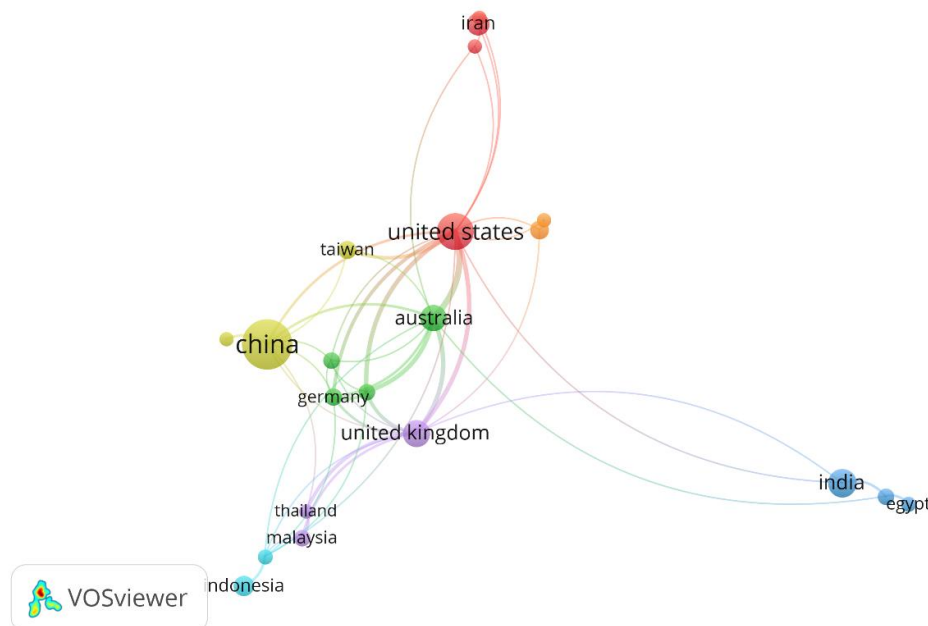 iran
united states
taiwan
australia
china
germany
united kingdom
india
egypt
thailand
malaysia
indonesia
VOSviewer